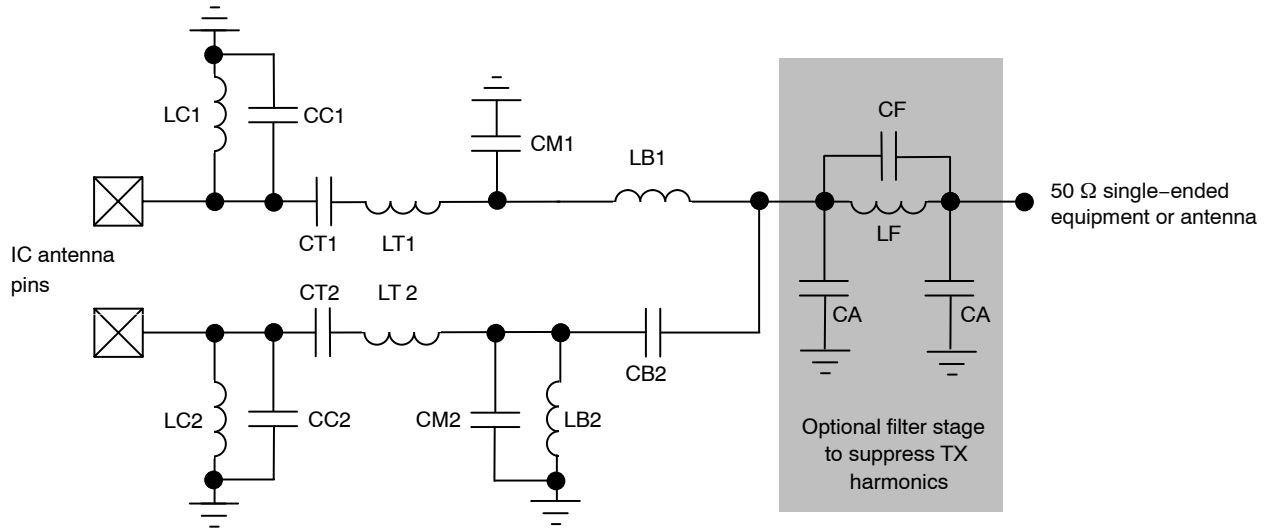 LC1
CC1
CM1
LB1
CF
50 Ω single−ended
equipment or antenna
CT1
LT1
LF
IC antenna
pins
CT2
LT 2
CA
CA
CB2
LC2
CC2
CM2
LB2
Optional filter stage
to suppress TX
harmonics